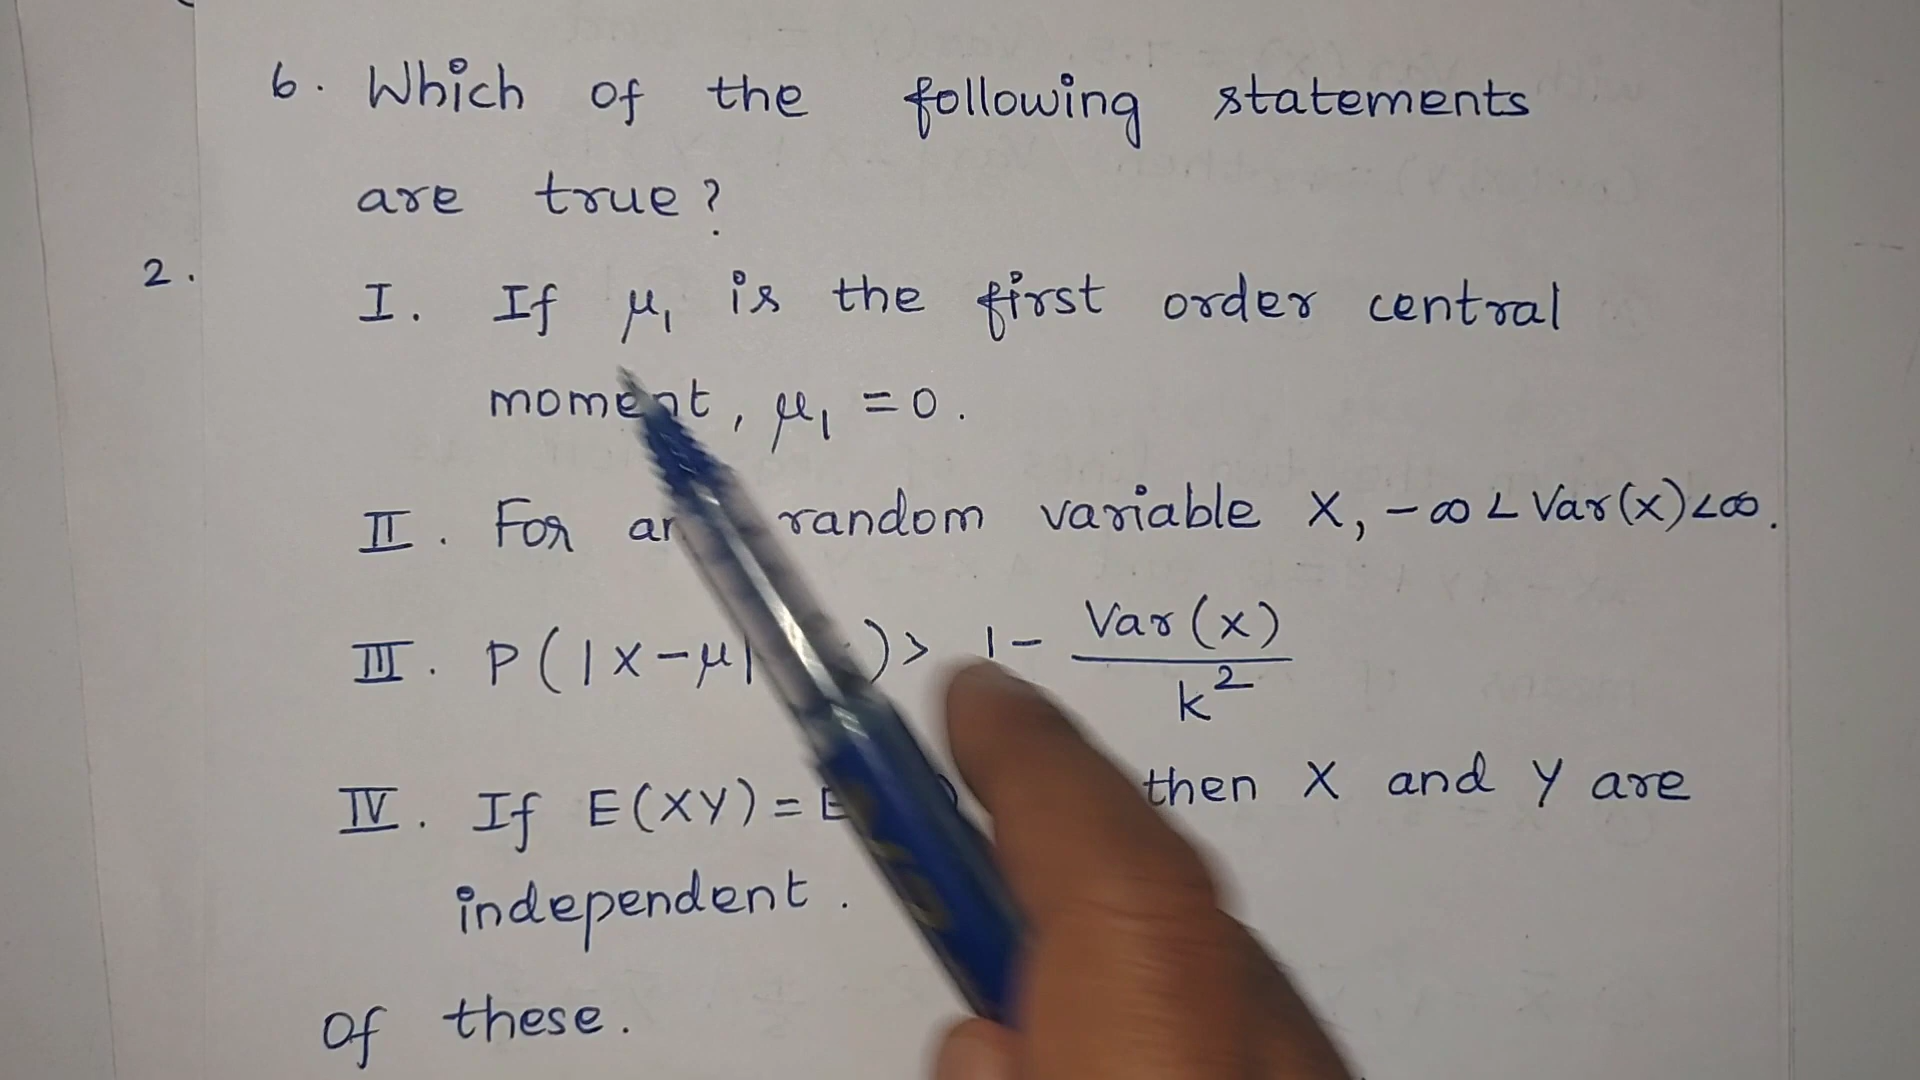 6. Which of the following statements
are true?
2.
I. If μ₁ is the first order central
moment, μ₁ = 0.
II. For random variable X, -∞ < Var(x) < ∞.
III. P(|X-μ| )> 1- Var(x)/k²
IV. If E(XY) = then X and Y are
independent.
Of these.